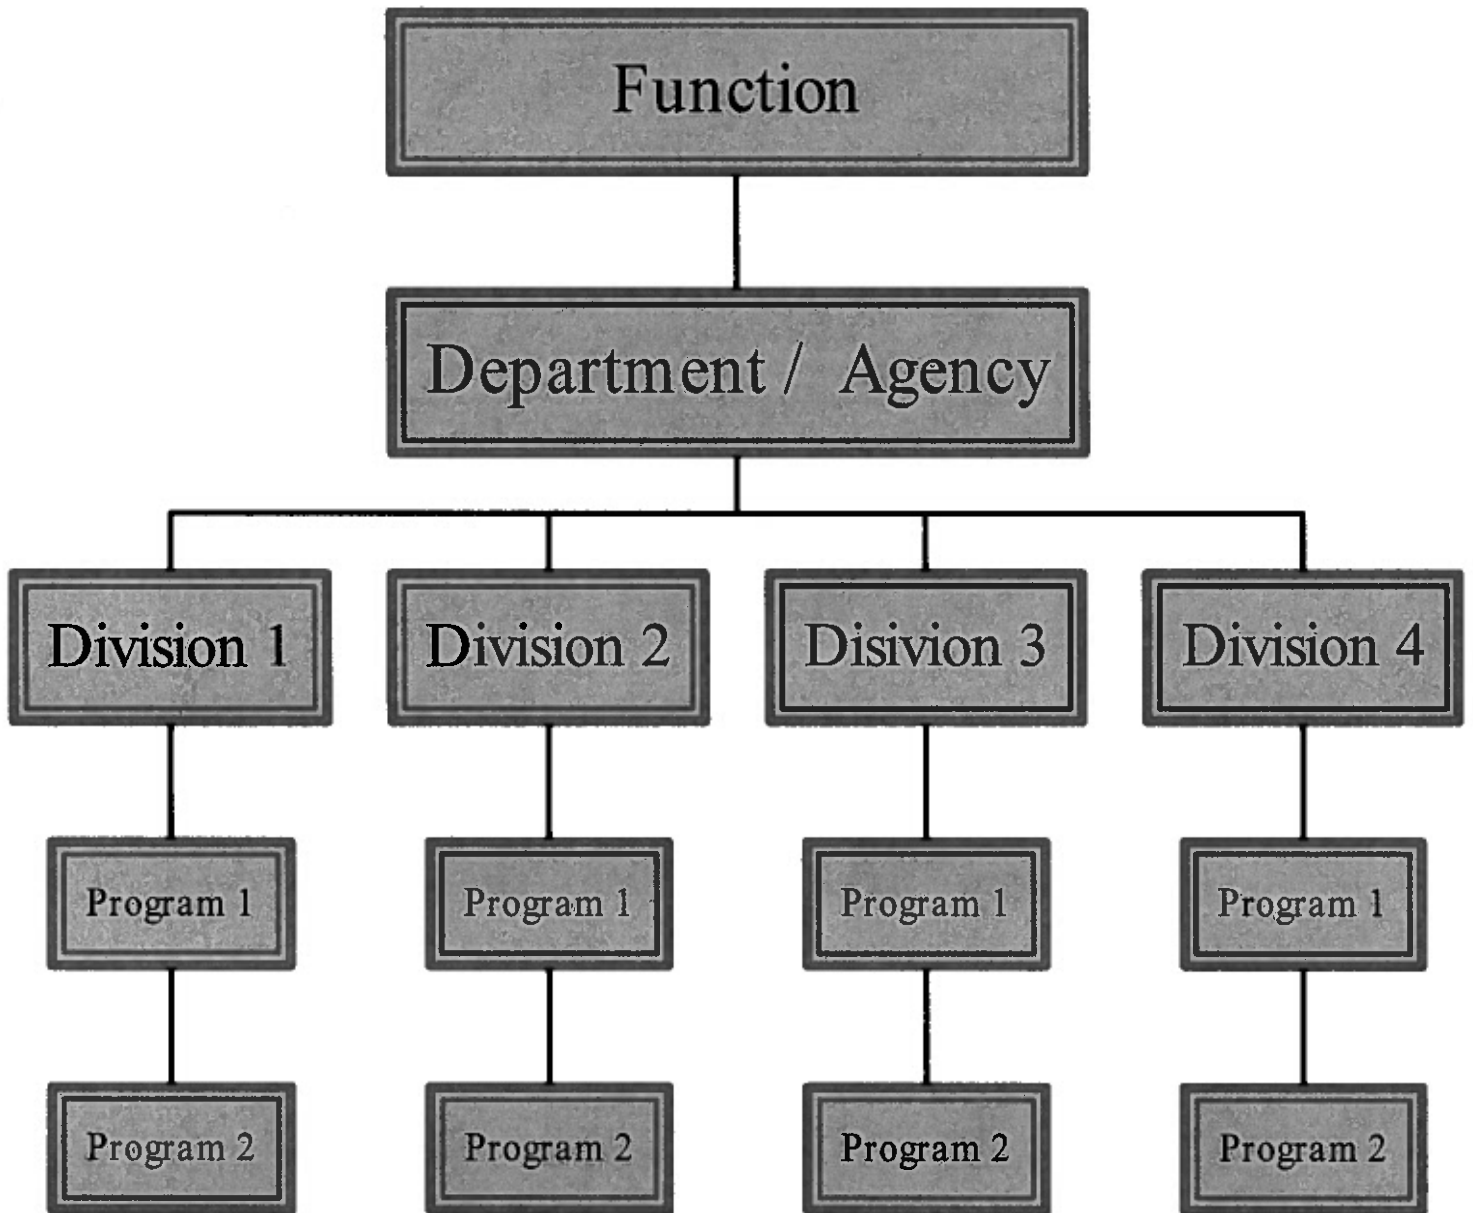 Function
Department / Agency
Division 1
Division 2
Disivion 3
Division 4
Program 1
Program 1
Program 1
Program 1
Program 2
Program 2
Program 2
Program 2